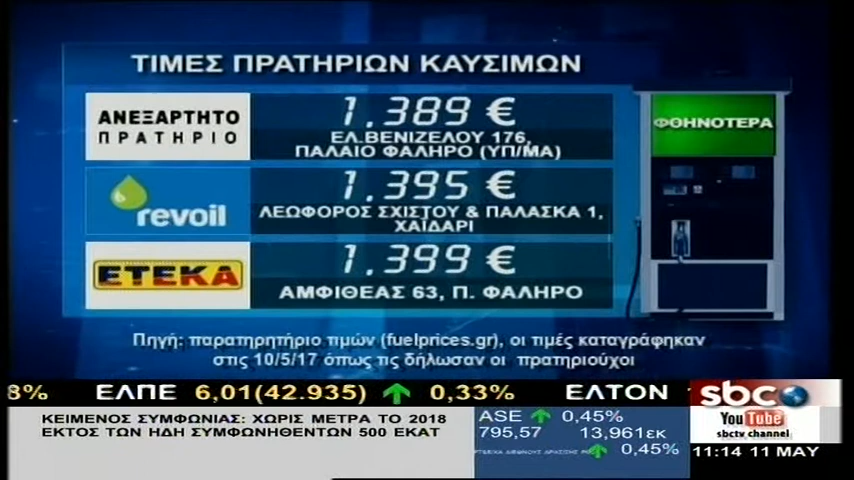 ΤΙΜΕΣ ΠΡΑΤΗΡΙΩΝ ΚΑΥΣΙΜΩΝ
ΑΝΕΞΑΡΤΗΤΟ
ΠΡΑΤΗΡΙΟ
1.389 €
ΕΛ.ΒΕΝΙΖΕΛΟΥ 176,
ΠΑΛΑΙΟ ΦΑΛΗΡΟ (ΥΠ/ΜΑ)
ΦΘΗΝΟΤΕΡΑ
revoil
1.395 €
ΛΕΩΦΟΡΟΣ ΣΧΙΣΤΟΥ & ΠΑΛΑΣΚΑ 1,
ΧΑΪΔΑΡΙ
ΕΤΕΚΑ
1.399 €
ΑΜΦΙΘΕΑΣ 63, Π. ΦΑΛΗΡΟ
Πηγή: παρατηρητήριο τιμών (fuelprices.gr), οι τιμές καταγράφηκαν
στις 10/5/17 όπως τις δήλωσαν οι πρατηριούχοι
8% ΕΛΠΕ 6,01(42.935) 0,33% ΕΛΤΟΝ
sbc
You Tube
sbctv channel
ΚΕΙΜΕΝΟΣ ΣΥΜΦΩΝΙΑΣ: ΧΩΡΙΣ ΜΕΤΡΑ ΤΟ 2018
ΕΚΤΟΣ ΤΩΝ ΗΔΗ ΣΥΜΦΩΝΗΘΕΝΤΩΝ 500 ΕΚΑΤ
ASE 0,45%
795,57 13,961εκ
0,45%
11:14 11 MAY